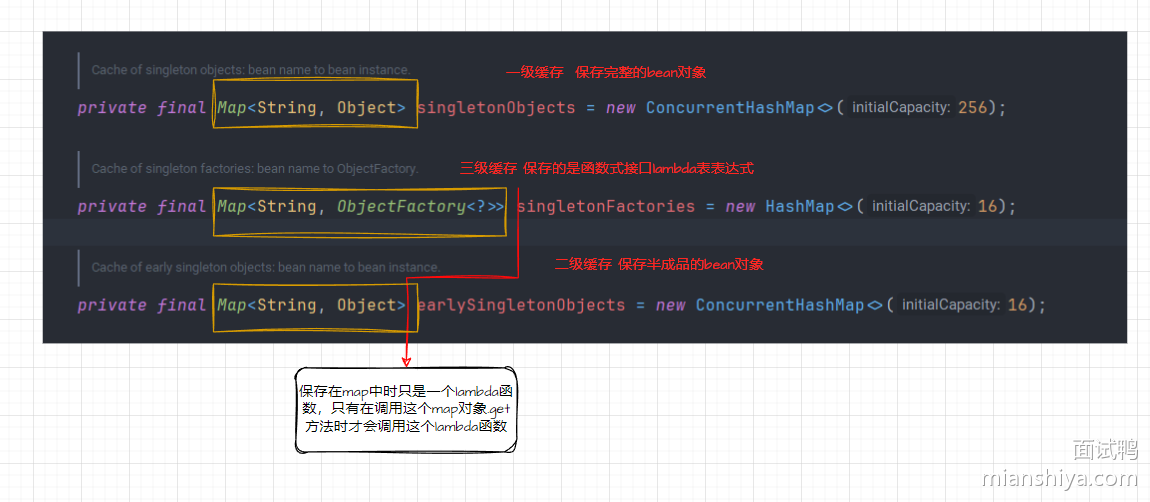 Cache of singleton objects: bean name to bean instance.
一级缓存 保存完整的bean对象
private final Map<String, Object> singletonObjects = new ConcurrentHashMap<>( initialCapacity: 256);
Cache of singleton factories: bean name to ObjectFactory.
三级缓存 保存的是函数式接口lambda表表达式
private final Map<String, ObjectFactory<?>> singletonFactories = new HashMap<>( initialCapacity: 16);
Cache of early singleton objects: bean name to bean instance.
二级缓存 保存半成品的bean对象
private final Map<String, Object> earlySingletonObjects = new ConcurrentHashMap<>( initialCapacity: 16);
保存在map中时只是一个lambda函
数，只有在调用这个map对象.get
方法时才会调用这个lambda函数
面试鸭
mianshiya.com